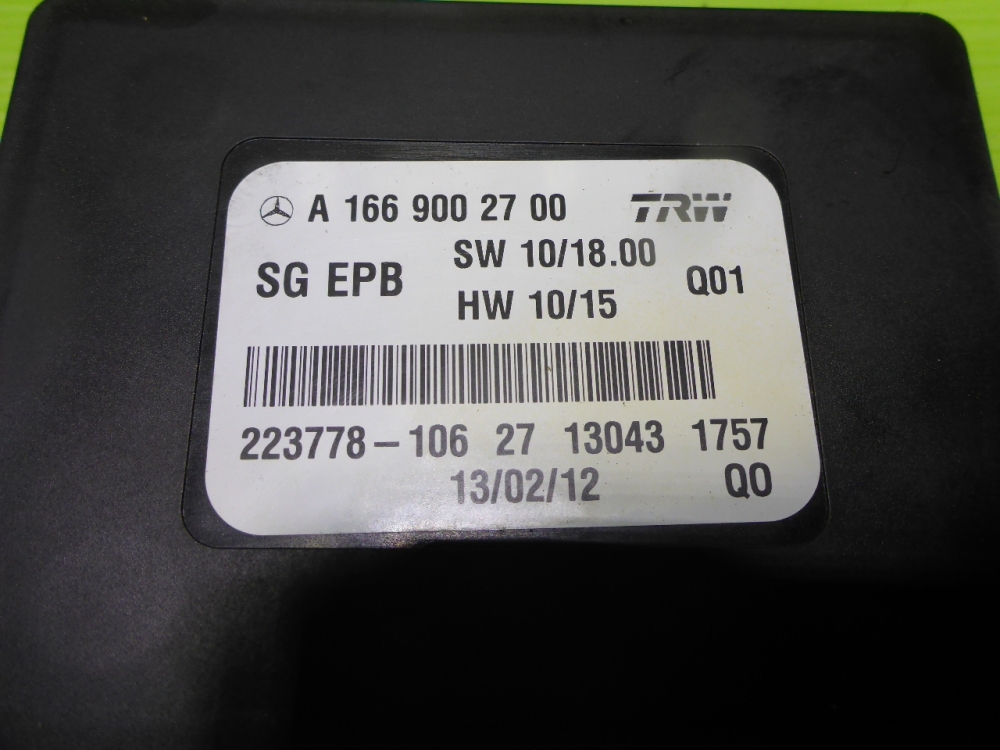 A 166 900 27 00 TRW
SW 10/18.00
SG EPB Q01
HW 10/15
223778-106 27 13043 1757
13/02/12 Q0